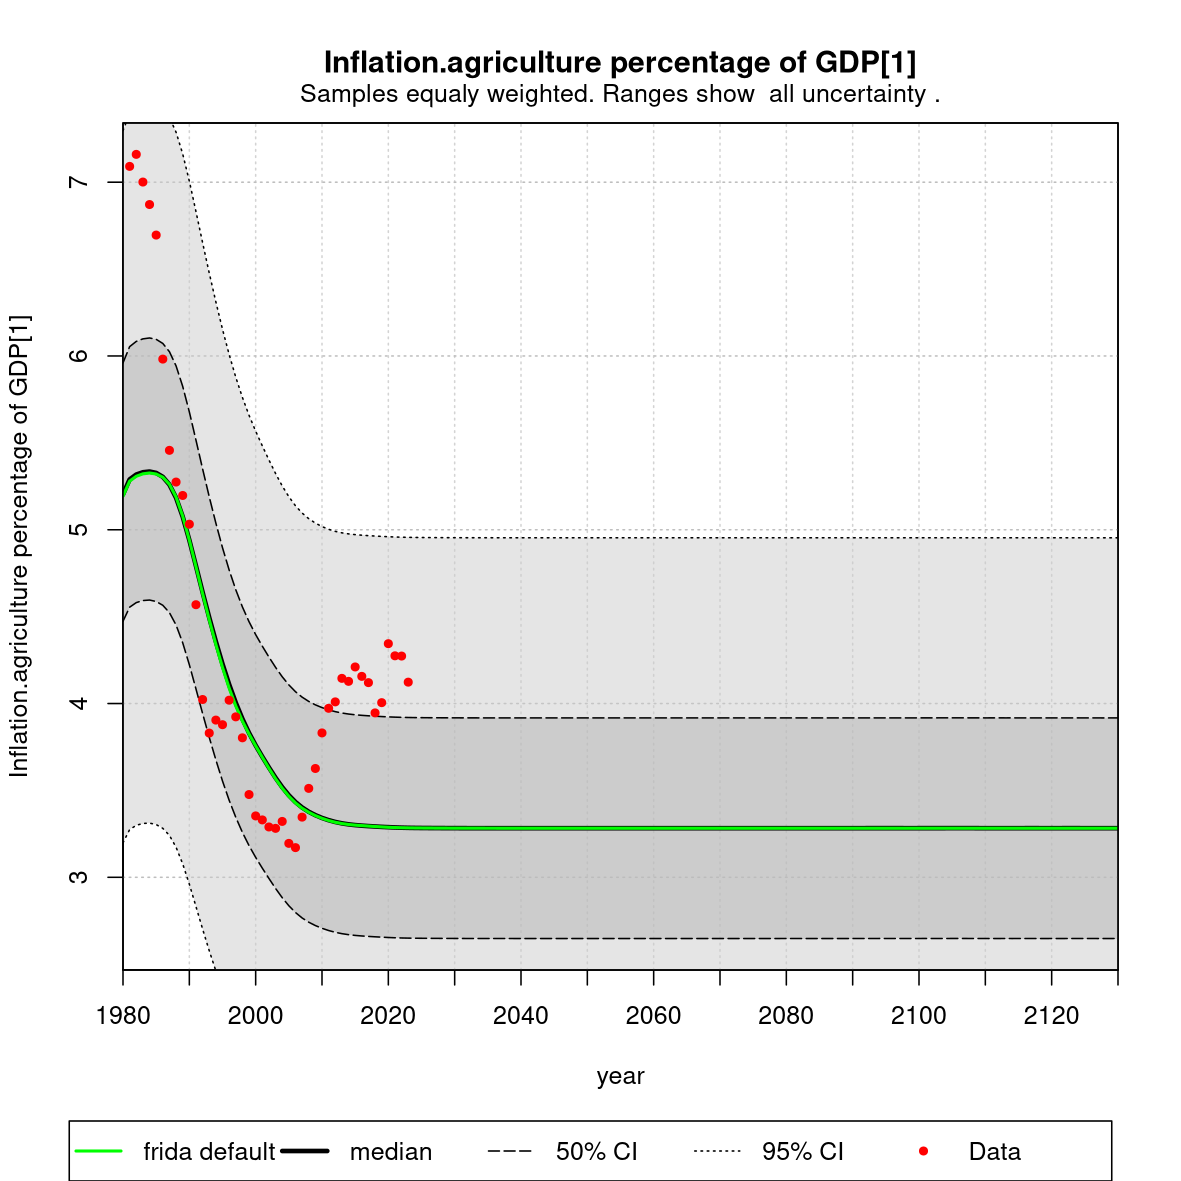 Inflation.agriculture percentage of GDP[1]
Samples equaly weighted. Ranges show  all uncertainty .
Inflation.agriculture percentage of GDP[1]
7
6
5
4
3
1980 2000 2020 2040 2060 2080 2100 2120
year
frida default median 50% CI 95% CI Data